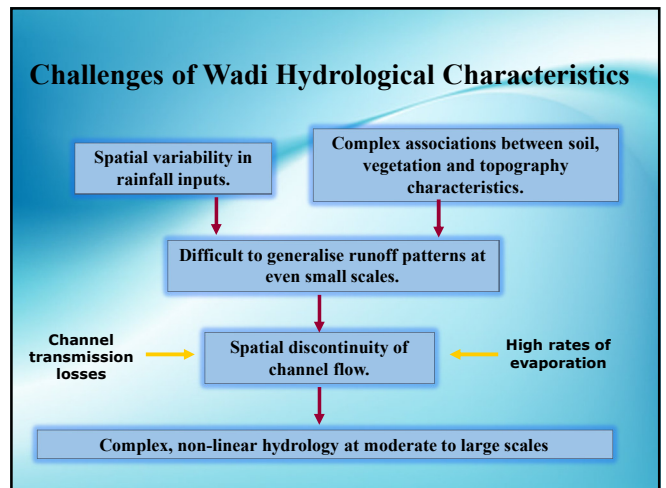 Challenges of Wadi Hydrological Characteristics
Spatial variability in
rainfall inputs.
Complex associations between soil,
vegetation and topography
characteristics.
Difficult to generalise runoff patterns at
even small scales.
Channel
transmission
losses
Spatial discontinuity of
channel flow.
High rates of
evaporation
Complex, non-linear hydrology at moderate to large scales